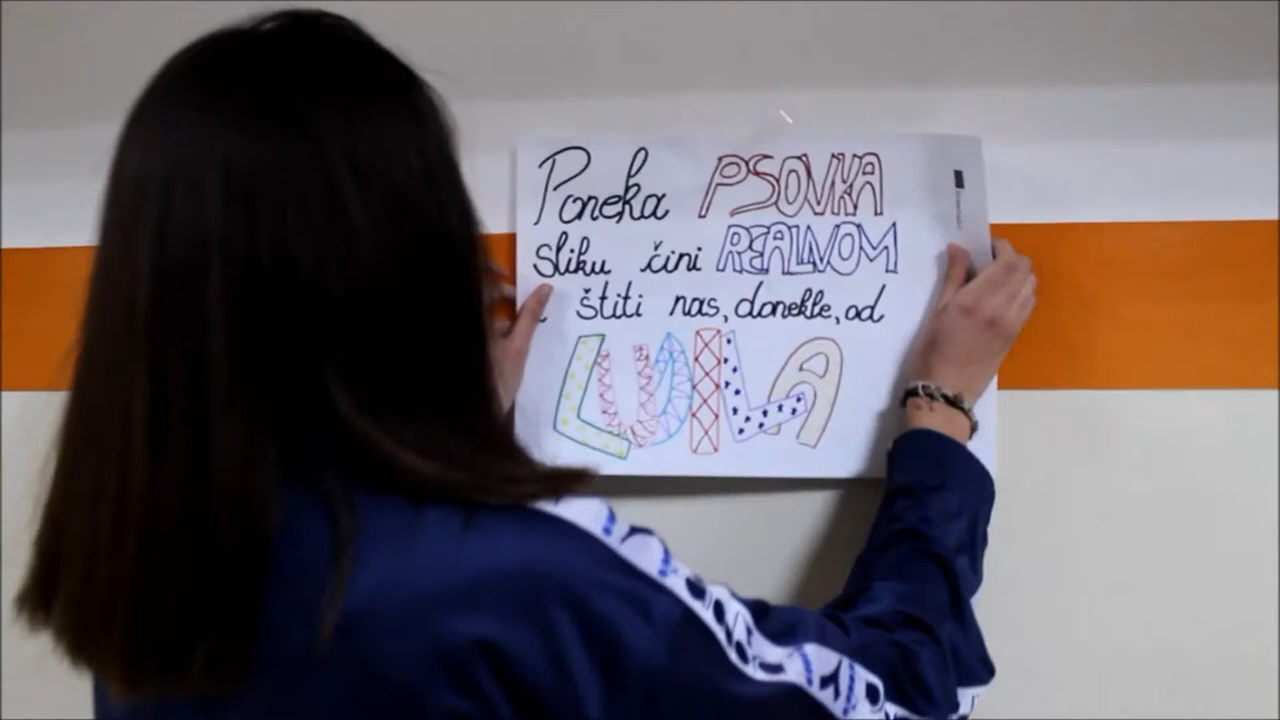 Poneka PSOVKA
sliku čini REALNOM
i štiti nas, donekle, od
LUDILA